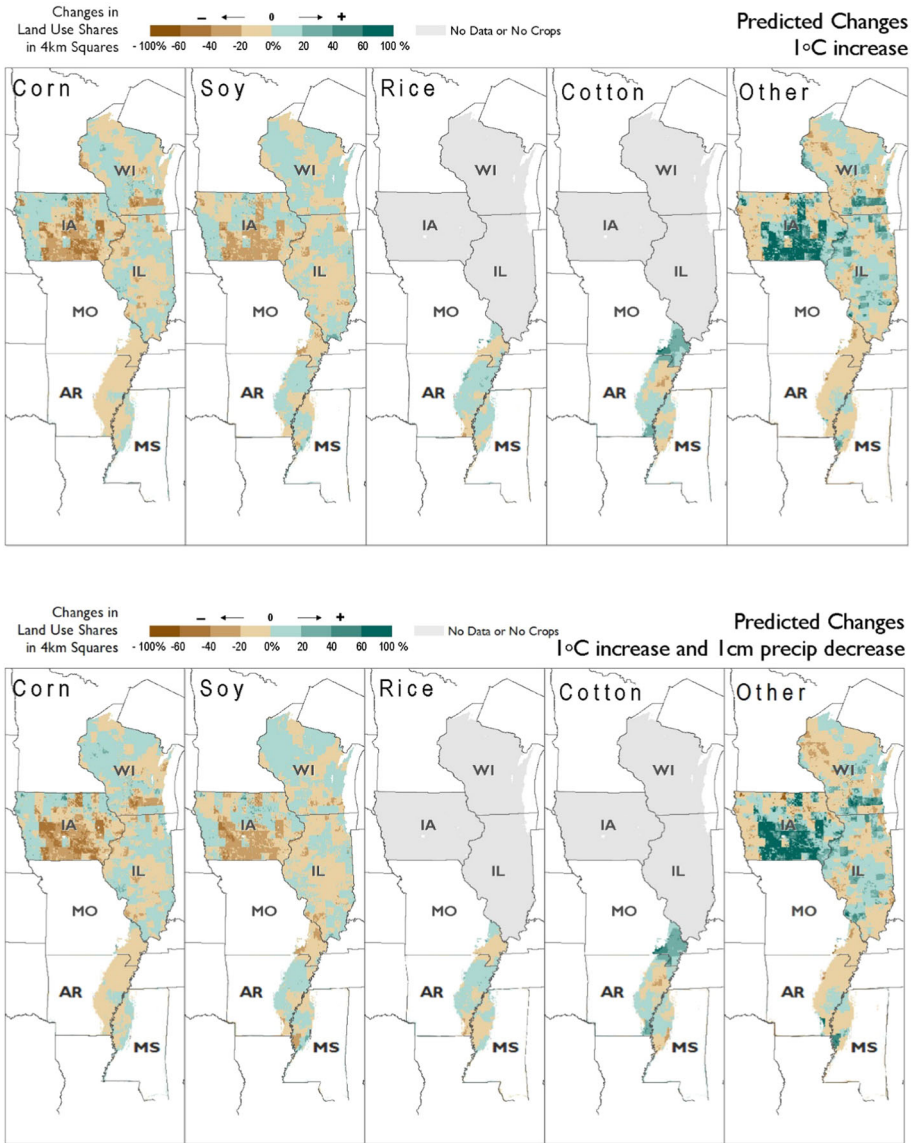 Changes in
Land Use Shares
in 4km Squares
− ← 0 → +
- 100% -60 -40 -20 0% 20 40 60 100 %
No Data or No Crops
Predicted Changes
1°C increase
Corn Soy Rice Cotton Other
WI WI WI WI WI
IA IA IA IA IA
IL IL IL IL IL
MO MO MO MO MO
AR AR AR AR AR
MS MS MS MS MS
Changes in
Land Use Shares
in 4km Squares
− ← 0 → +
- 100% -60 -40 -20 0% 20 40 60 100 %
No Data or No Crops
Predicted Changes
1°C increase and 1cm precip decrease
Corn Soy Rice Cotton Other
WI WI WI WI WI
IA IA IA IA IA
IL IL IL IL IL
MO MO MO MO MO
AR AR AR AR AR
MS MS MS MS MS